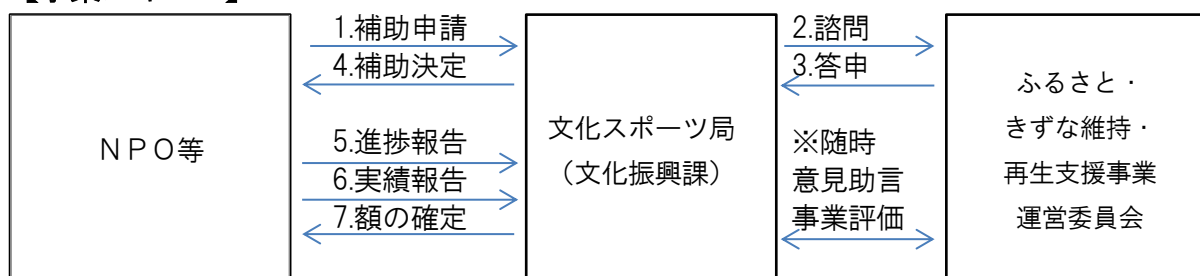 1.補助申請
4.補助決定
ＮＰＯ等
5.進捗報告
6.実績報告
7.額の確定
文化スポーツ局
（文化振興課）
2.諮問
3.答申
※随時
意見助言
事業評価
ふるさと・
きずな維持・
再生支援事業
運営委員会